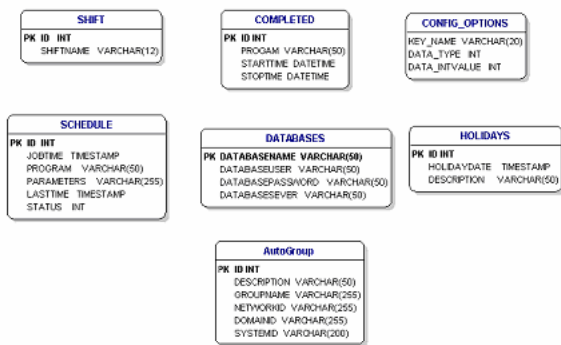 SHIFT
PK ID INT
SHIFTNAME VARCHAR(12)
COMPLETED
PK ID INT
PROGAM VARCHAR(50)
STARTTIME DATETIME
STOPTIME DATETIME
CONFIG_OPTIONS
KEY_NAME VARCHAR(20)
DATA_TYPE INT
DATA_INTVALUE INT
SCHEDULE
PK ID INT
JOBTIME TIMESTAMP
PROGRAM VARCHAR(50)
PARAMETERS VARCHAR(255)
LASTTIME TIMESTAMP
STATUS INT
DATABASES
PK DATABASENAME VARCHAR(50)
DATABASEUSER VARCHAR(50)
DATABASEPASSWORD VARCHAR(50)
DATABASESEVER VARCHAR(50)
HOLIDAYS
PK ID INT
HOLIDAYDATE TIMESTAMP
DESCRIPTION VARCHAR(50)
AutoGroup
PK ID INT
DESCRIPTION VARCHAR(50)
GROUPNAME VARCHAR(255)
NETWORKID VARCHAR(255)
DOMAINID VARCHAR(255)
SYSTEMID VARCHAR(200)